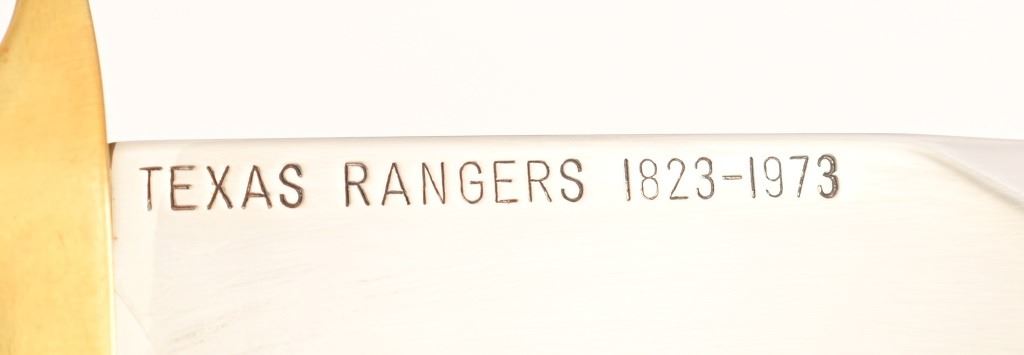 TEXAS RANGERS 1823-1973